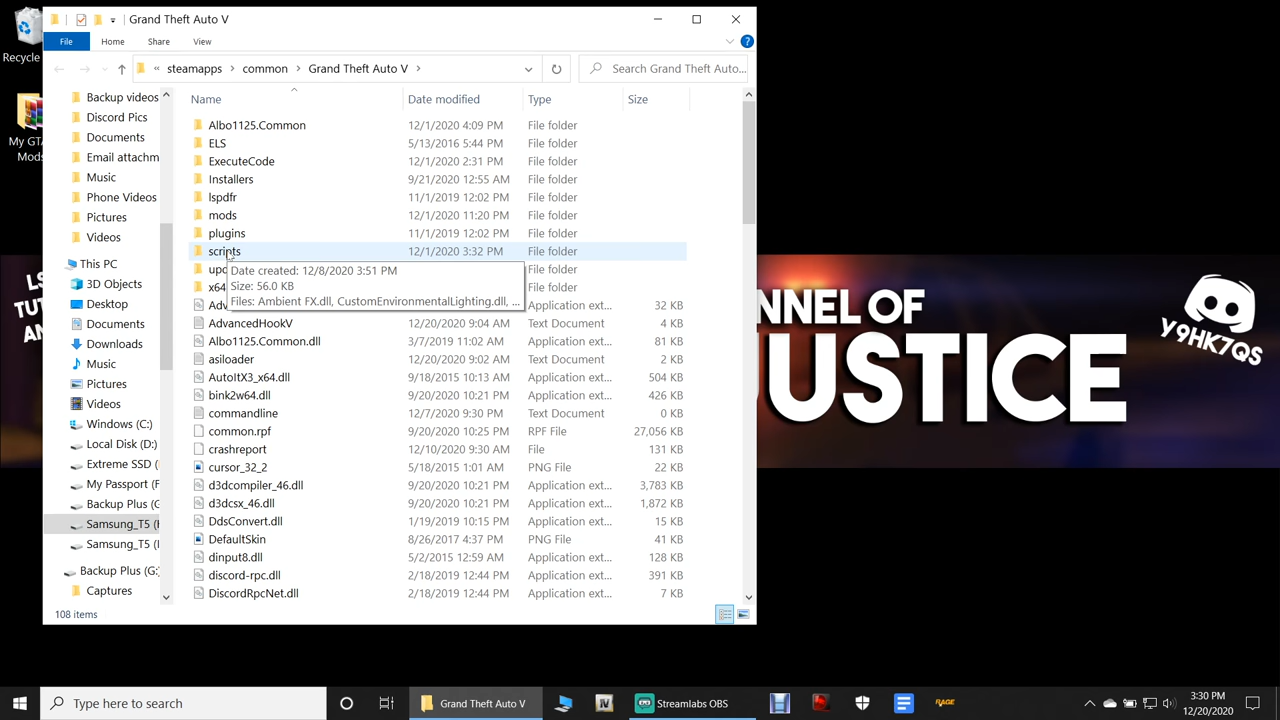 Recycle
My GTA
Mods
Grand Theft Auto V
File
Home
Share
View
?
« steamapps > common > Grand Theft Auto V >
Search Grand Theft Auto...
Name
Date modified
Type
Size
Backup videos
Discord Pics
Documents
Email attachm
Music
Phone Videos
Pictures
Videos
This PC
3D Objects
Desktop
Documents
Downloads
Music
Pictures
Videos
Windows (C:)
Local Disk (D:)
Extreme SSD (
My Passport (F
Backup Plus (G
Samsung_T5 (
Samsung_T5 (
Backup Plus (G:)
Captures
Albo1125.Common 12/1/2020 4:09 PM File folder
ELS 5/13/2016 5:44 PM File folder
ExecuteCode 12/1/2020 2:31 PM File folder
Installers 9/21/2020 12:55 AM File folder
lspdfr 11/1/2019 12:02 PM File folder
mods 12/1/2020 11:20 PM File folder
plugins 11/1/2019 12:02 PM File folder
scripts 12/1/2020 3:32 PM File folder
upd File folder
x64 File folder
Date created: 12/8/2020 3:51 PM
Size: 56.0 KB
Files: Ambient FX.dll, CustomEnvironmentalLighting.dll, ...
Adv Application ext... 32 KB
AdvancedHookV 12/20/2020 9:04 AM Text Document 4 KB
Albo1125.Common.dll 3/7/2019 11:02 AM Application ext... 81 KB
asiloader 12/20/2020 9:02 AM Text Document 2 KB
AutoItX3_x64.dll 9/18/2015 10:13 AM Application ext... 504 KB
bink2w64.dll 9/20/2020 10:21 PM Application ext... 426 KB
commandline 12/7/2020 9:30 PM Text Document 0 KB
common.rpf 9/20/2020 10:25 PM RPF File 27,056 KB
crashreport 12/10/2020 9:30 AM File 131 KB
cursor_32_2 5/18/2015 1:01 AM PNG File 22 KB
d3dcompiler_46.dll 9/20/2020 10:21 PM Application ext... 3,783 KB
d3dcsx_46.dll 9/20/2020 10:21 PM Application ext... 1,872 KB
DdsConvert.dll 1/19/2019 10:15 PM Application ext... 15 KB
DefaultSkin 8/26/2017 4:37 PM PNG File 41 KB
dinput8.dll 5/2/2015 12:59 AM Application ext... 128 KB
discord-rpc.dll 2/18/2019 12:44 PM Application ext... 391 KB
DiscordRpcNet.dll 2/18/2019 12:44 PM Application ext... 7 KB
108 items
LS
TU
AN
NNEL OF
USTICE
Y9HK7QS
Type here to search
Grand Theft Auto V
IV
Streamlabs OBS
RAGE
3:30 PM
12/20/2020